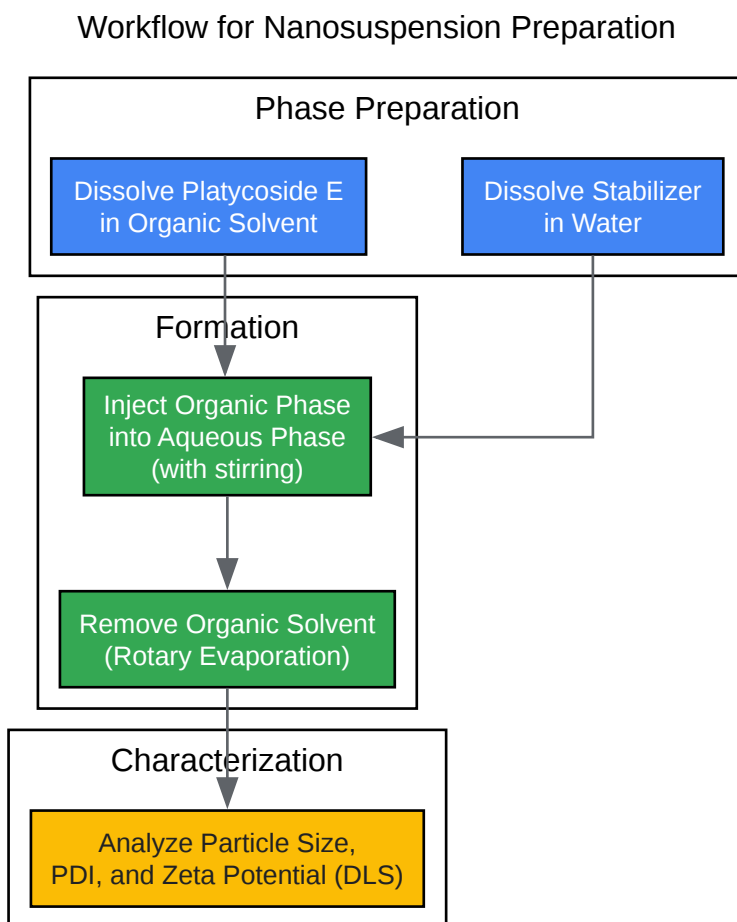 Workflow for Nanosuspension Preparation
Phase Preparation
Dissolve Platycoside E
in Organic Solvent
Dissolve Stabilizer
in Water
Formation
Inject Organic Phase
into Aqueous Phase
(with stirring)
Remove Organic Solvent
(Rotary Evaporation)
Characterization
Analyze Particle Size,
PDI, and Zeta Potential (DLS)